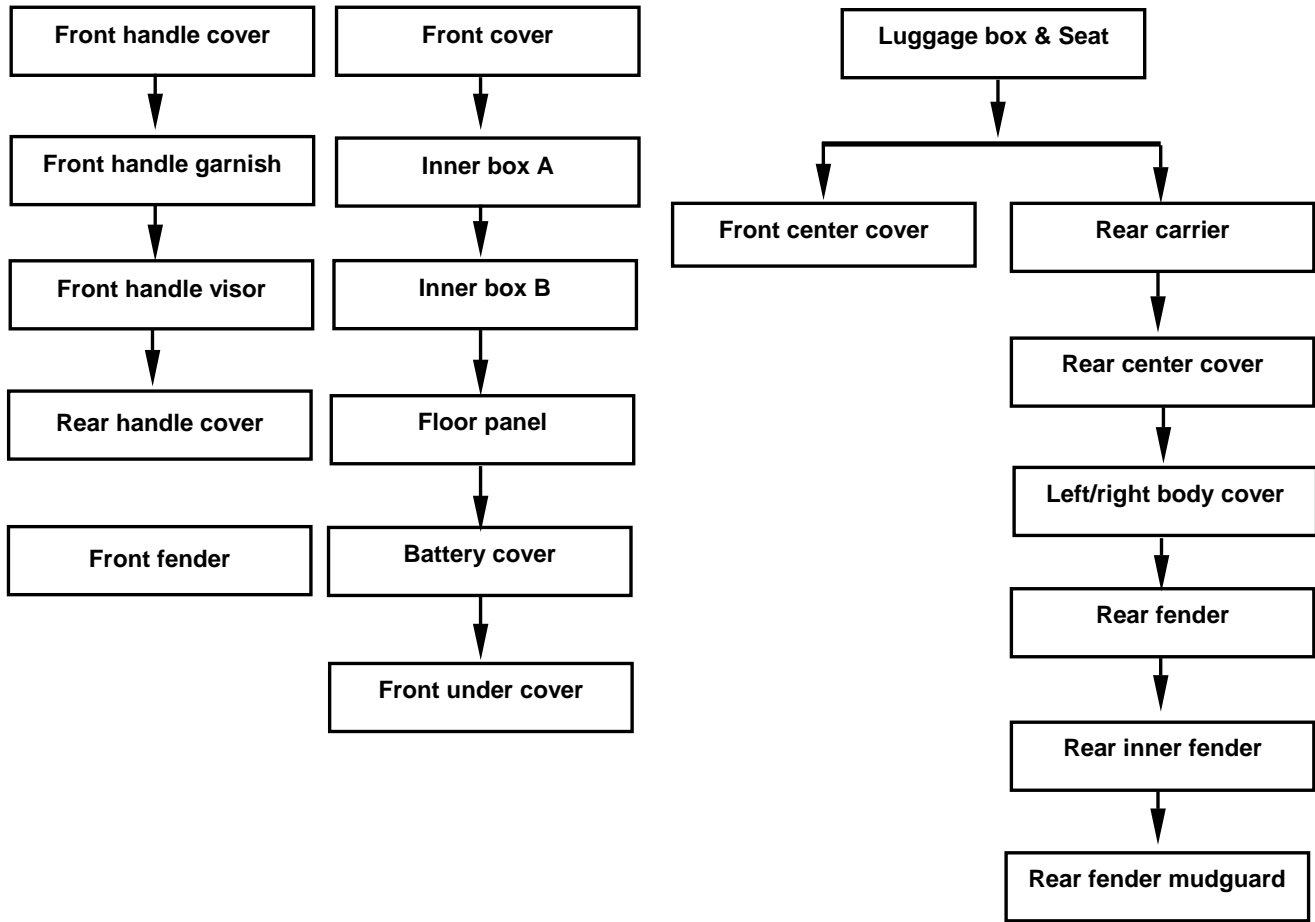 Front handle cover
Front handle garnish
Front handle visor
Rear handle cover
Front fender
Front cover
Inner box A
Inner box B
Floor panel
Battery cover
Front under cover
Luggage box & Seat
Front center cover
Rear carrier
Rear center cover
Left/right body cover
Rear fender
Rear inner fender
Rear fender mudguard